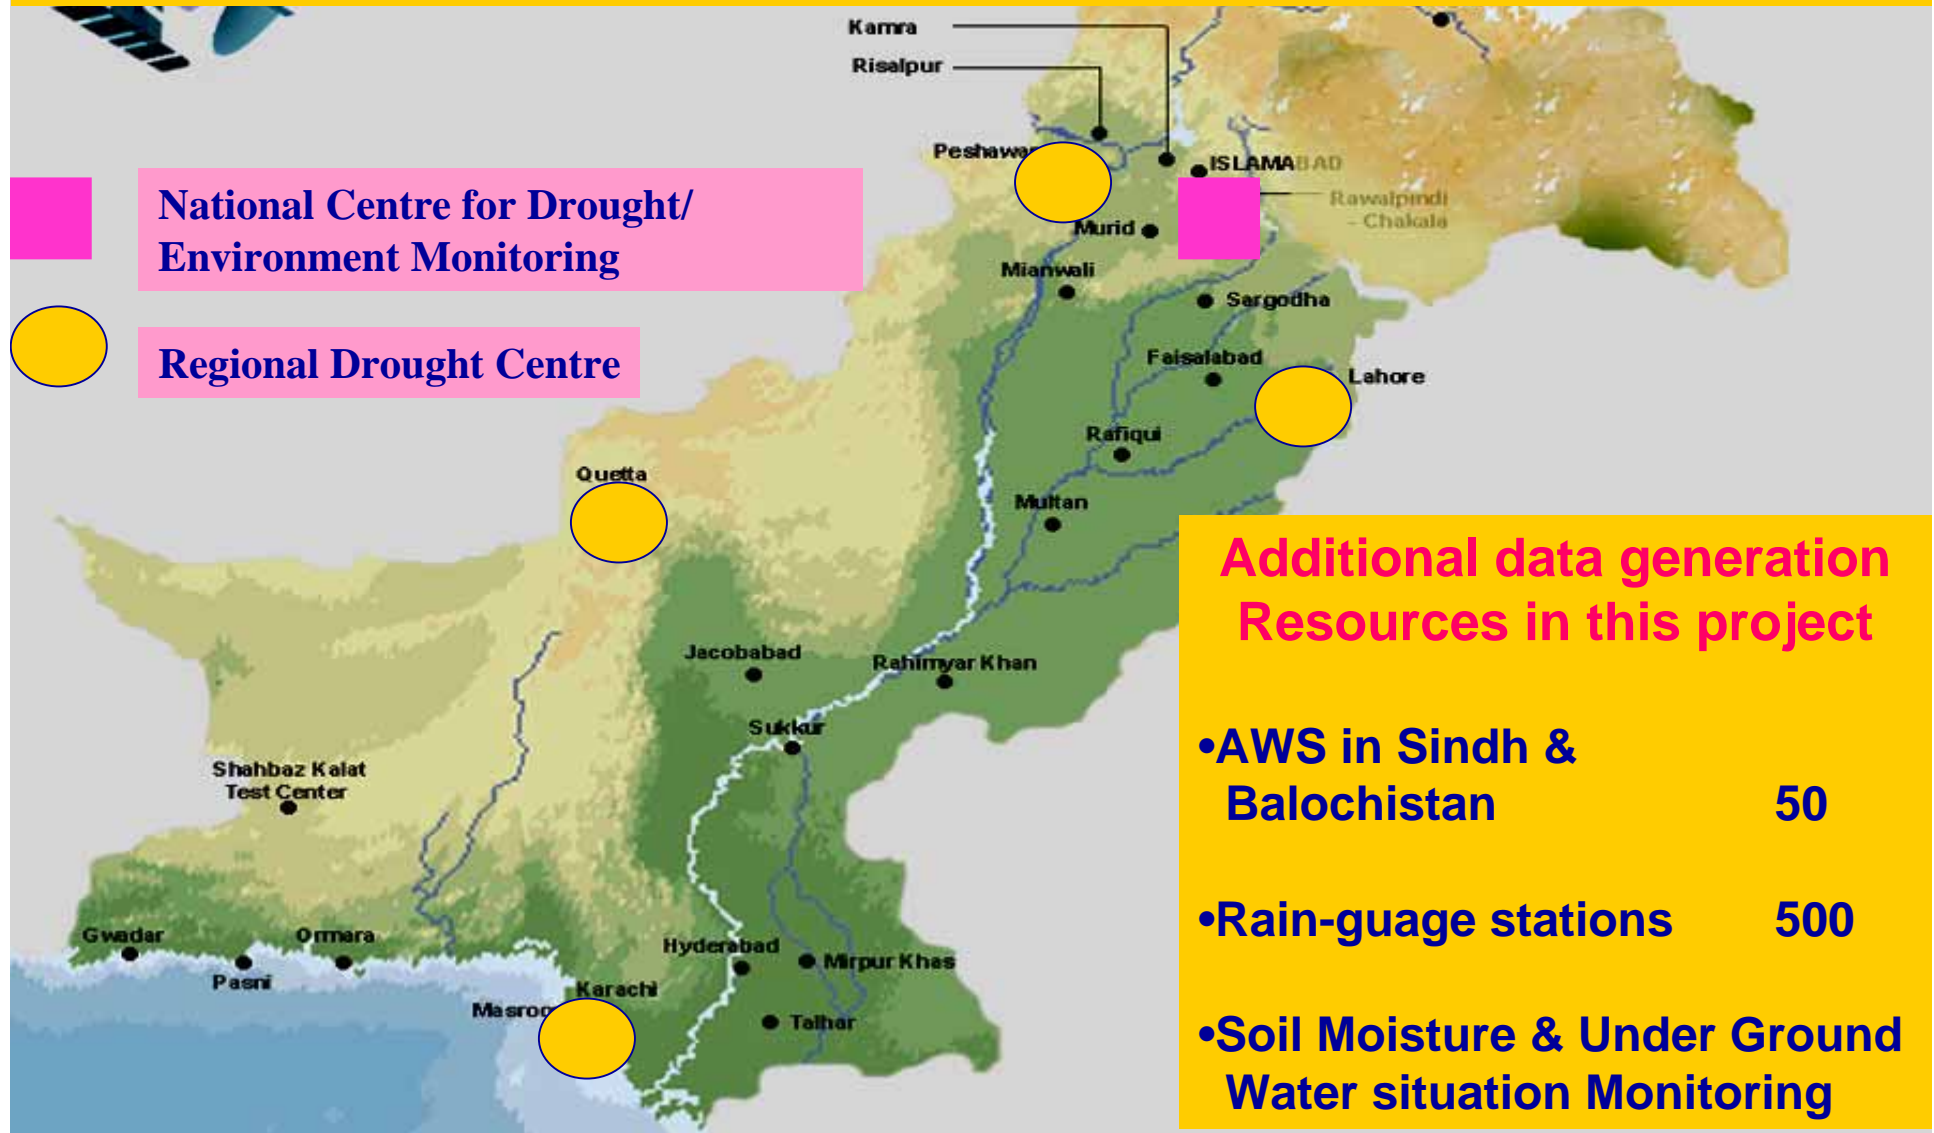 Kamra
Risalpur
Peshawar
ISLAMABAD
Rawalpindi
- Chakala
National Centre for Drought/
Environment Monitoring
Murid
Mianwali
Sargodha
Regional Drought Centre
Faisalabad
Lahore
Rafiqui
Quetta
Multan
Additional data generation
Resources in this project
Jacobabad
Rahimyar Khan
Sukkur
•AWS in Sindh &
Balochistan 50
Shahbaz Kalat
Test Center
•Rain-guage stations 500
Gwadar
Ormara
Hyderabad
Mirpur Khas
Pasni
Karachi
Talhar
•Soil Moisture & Under Ground
Water situation Monitoring